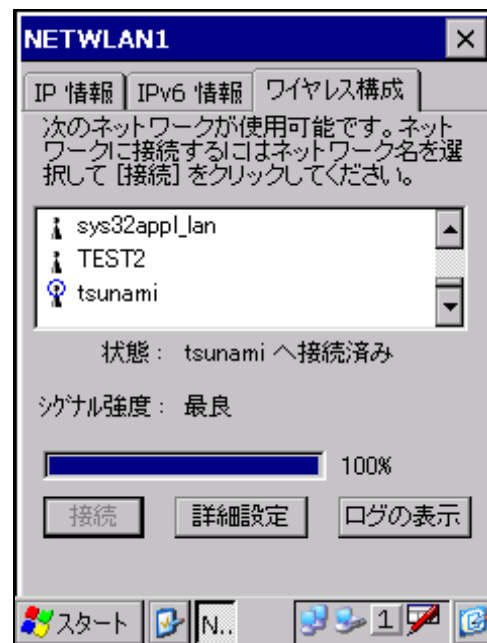 NETWLAN1
IP 情報 IPv6 情報 ワイヤレス構成
次のネットワークが使用可能です。ネット
ワークに接続するにはネットワーク名を選
択して [接続] をクリックしてください。
sys32appl_lan
TEST2
tsunami
状態： tsunami へ接続済み
ｼｸﾞﾅﾙ強度： 最良
100%
接続 詳細設定 ログの表示
スタート N.. 1